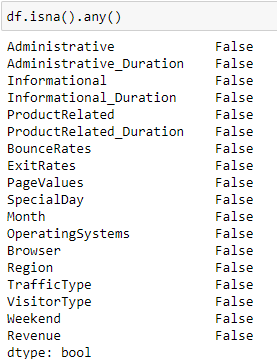 df.isna().any()
Administrative False
Administrative_Duration False
Informational False
Informational_Duration False
ProductRelated False
ProductRelated_Duration False
BounceRates False
ExitRates False
PageValues False
SpecialDay False
Month False
OperatingSystems False
Browser False
Region False
TrafficType False
VisitorType False
Weekend False
Revenue False
dtype: bool